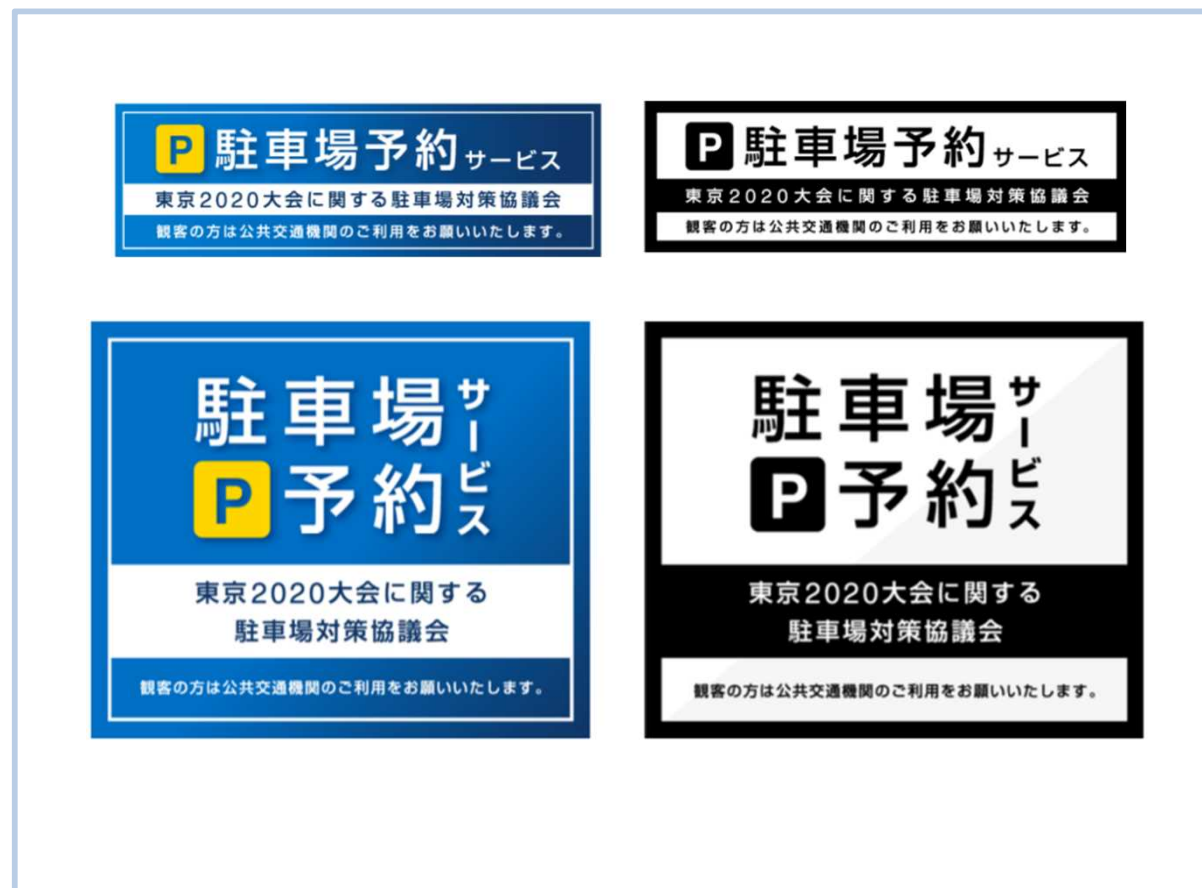 P 駐車場予約サービス
東京2020大会に関する駐車場対策協議会
観客の方は公共交通機関のご利用をお願いいたします。
P 駐車場予約サービス
東京2020大会に関する駐車場対策協議会
観客の方は公共交通機関のご利用をお願いいたします。
駐車場サービス
P予約
東京2020大会に関する
駐車場対策協議会
観客の方は公共交通機関のご利用をお願いいたします。
駐車場サービス
P予約
東京2020大会に関する
駐車場対策協議会
観客の方は公共交通機関のご利用をお願いいたします。